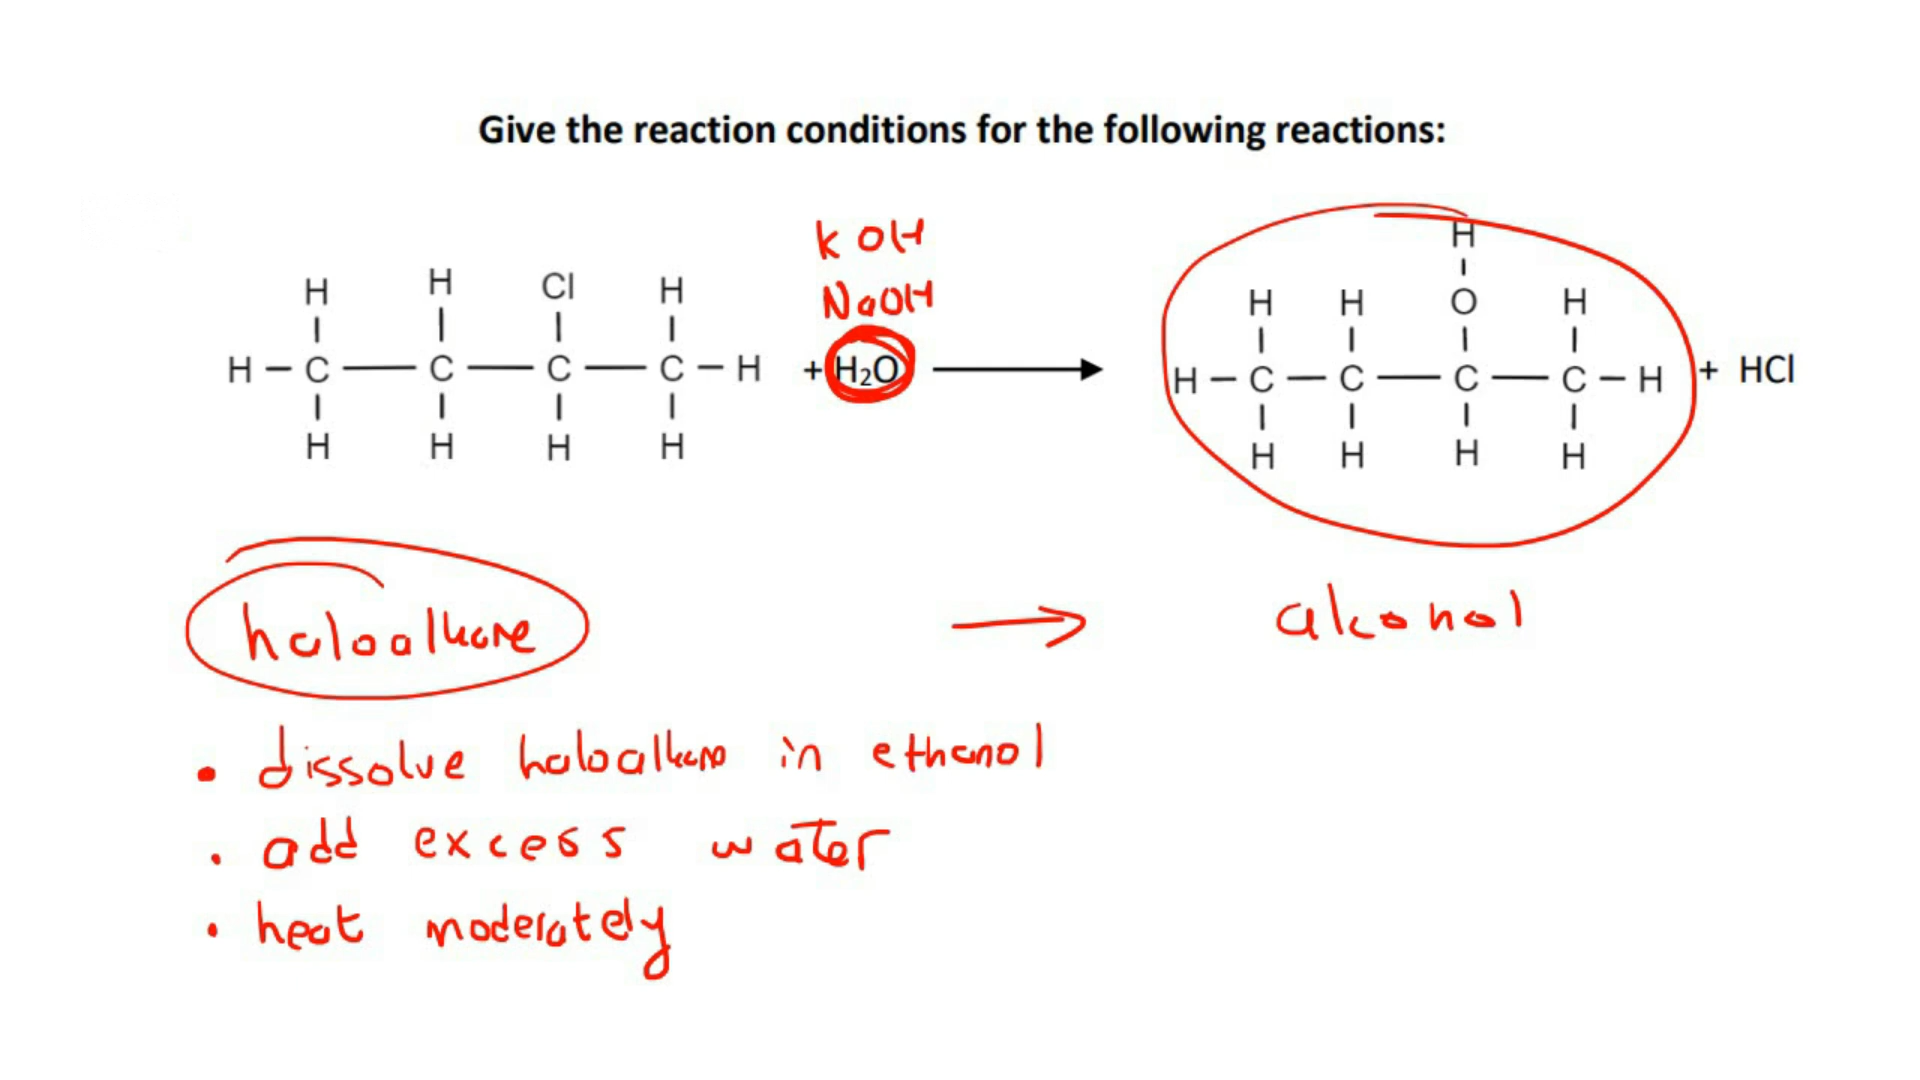 Give the reaction conditions for the following reactions:
KOH
NaOH
H H Cl H
H – C – C – C – C – H + H₂O → H – C – C – C – C – H + HCl
H H H H
H
H H O H
H H H H
haloalkane → alcohol
• dissolve haloalkane in ethanol
• add excess water
• heat moderately